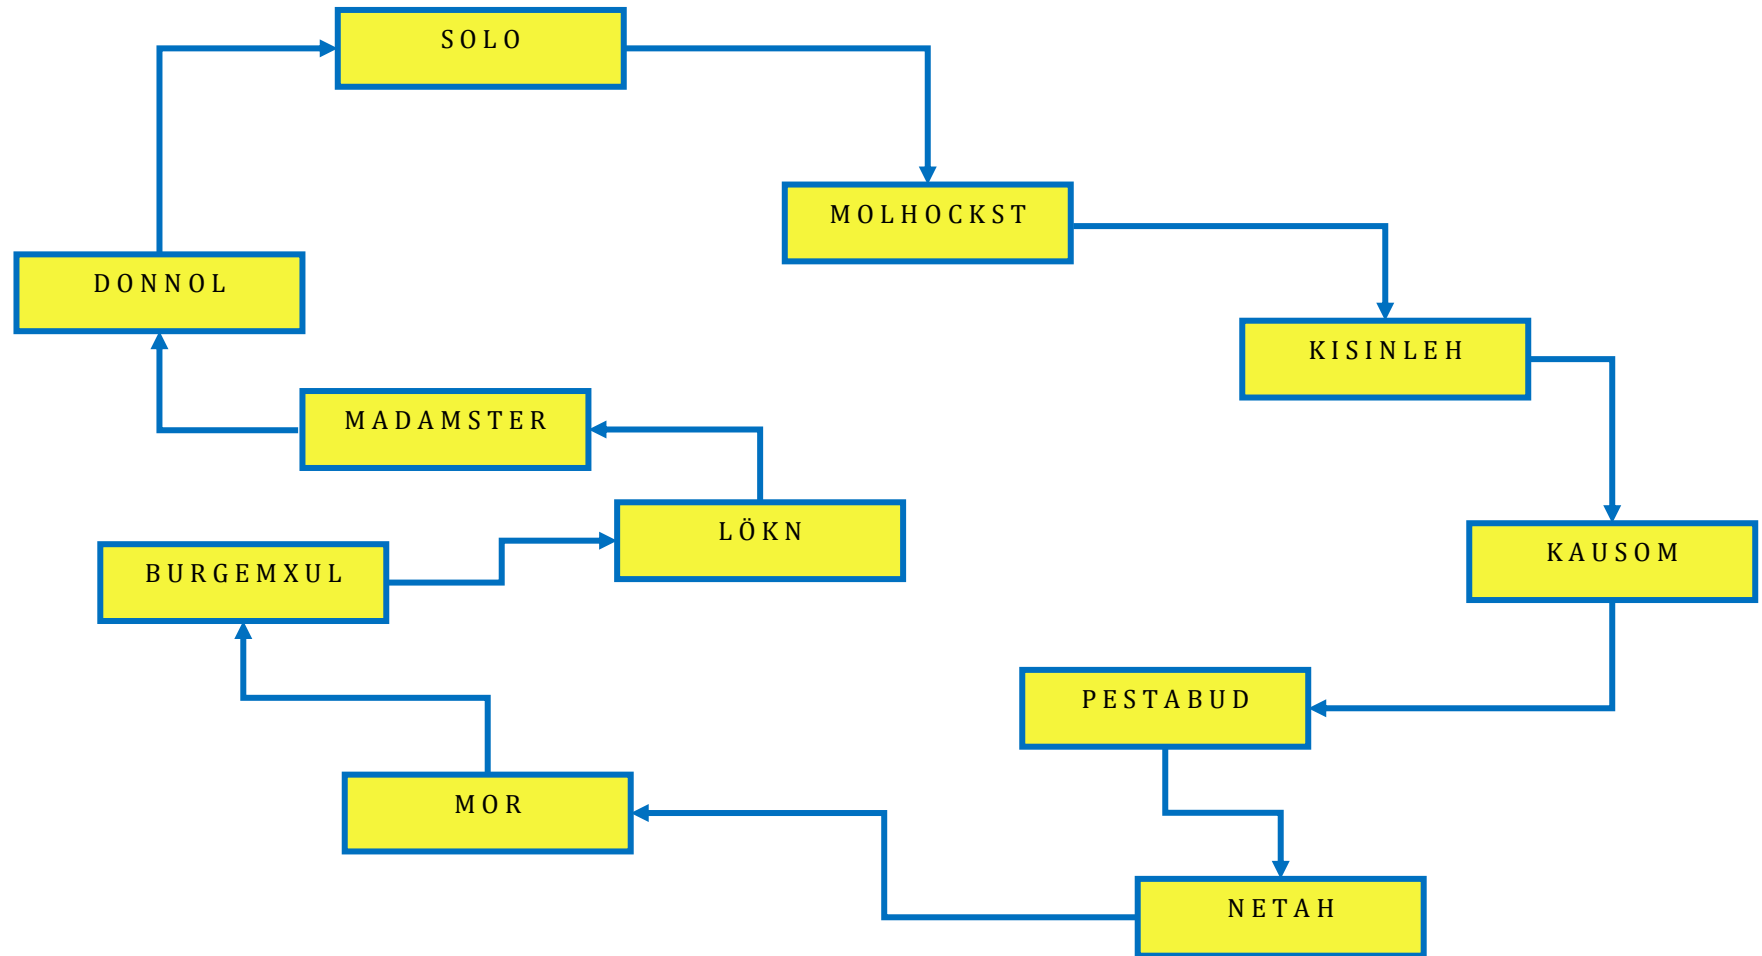 SOLO
MOLHOCKST
DONNOL
KISINLEH
MADAMSTER
LÖKN
KAUSOM
BURGEMXUL
PESTABUD
MOR
NETAH